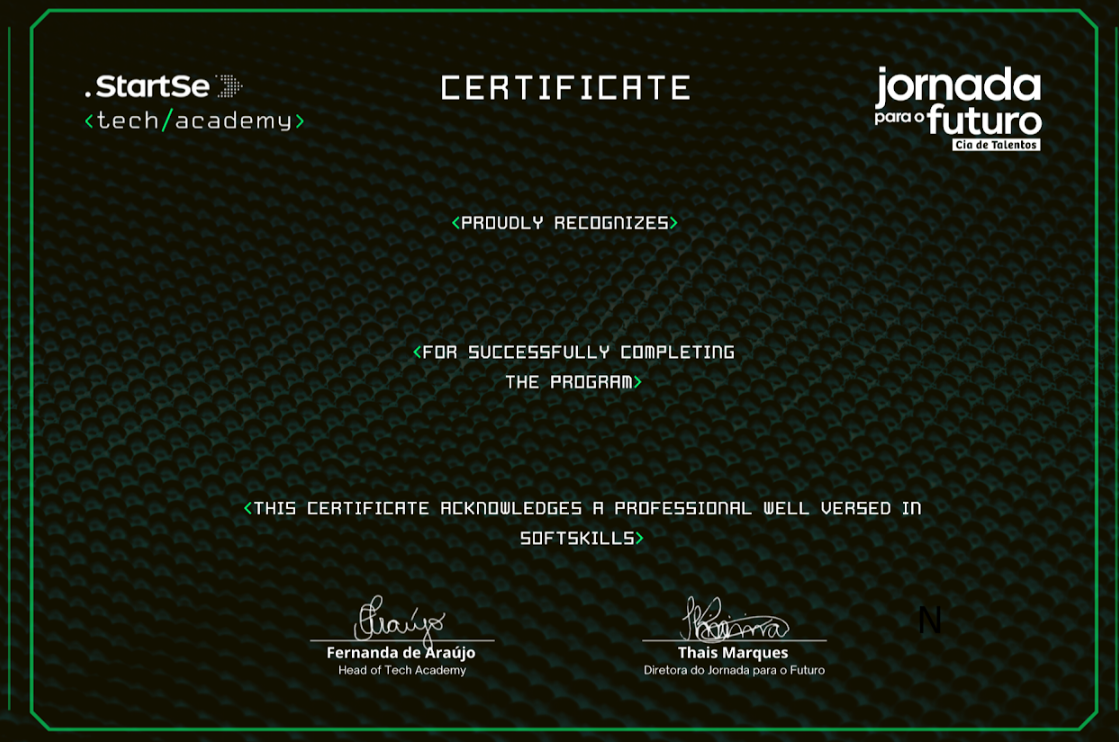 .StartSe
<tech/academy>
CERTIFICATE
jornada
para o futuro
Cia de Talentos
<PROUDLY RECOGNIZES>
<FOR SUCCESSFULLY COMPLETING
THE PROGRAM>
<THIS CERTIFICATE ACKNOWLEDGES A PROFESSIONAL WELL VERSED IN
SOFTSKILLS>
N
Fernanda de Araújo
Head of Tech Academy
Thais Marques
Diretora do Jornada para o Futuro